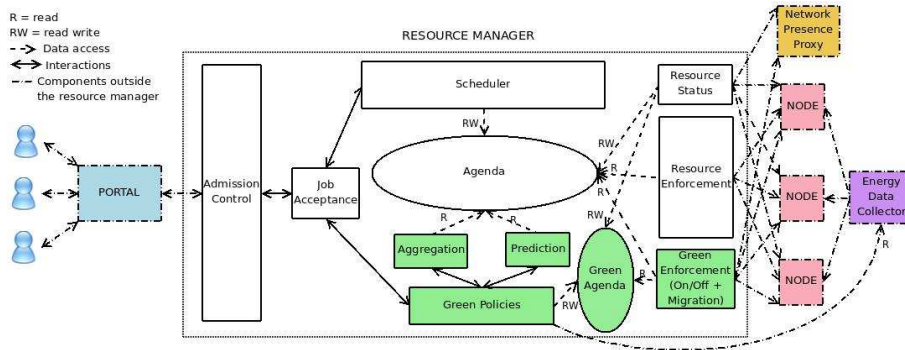 R = read
RW = read write
Data access
Interactions
Components outside
the resource manager
RESOURCE MANAGER
Network
Presence
Proxy
Scheduler
Resource
Status
NODE
RW
RW
R
Admission
Control
Job
Acceptance
Agenda
Resource
Enforcement
R
PORTAL
NODE
Energy
Data
Collector
R
R
RW
Aggregation
Prediction
Green
Agenda
R
Green
Enforcement
(On/Off +
Migration)
R
NODE
Green Policies
RW